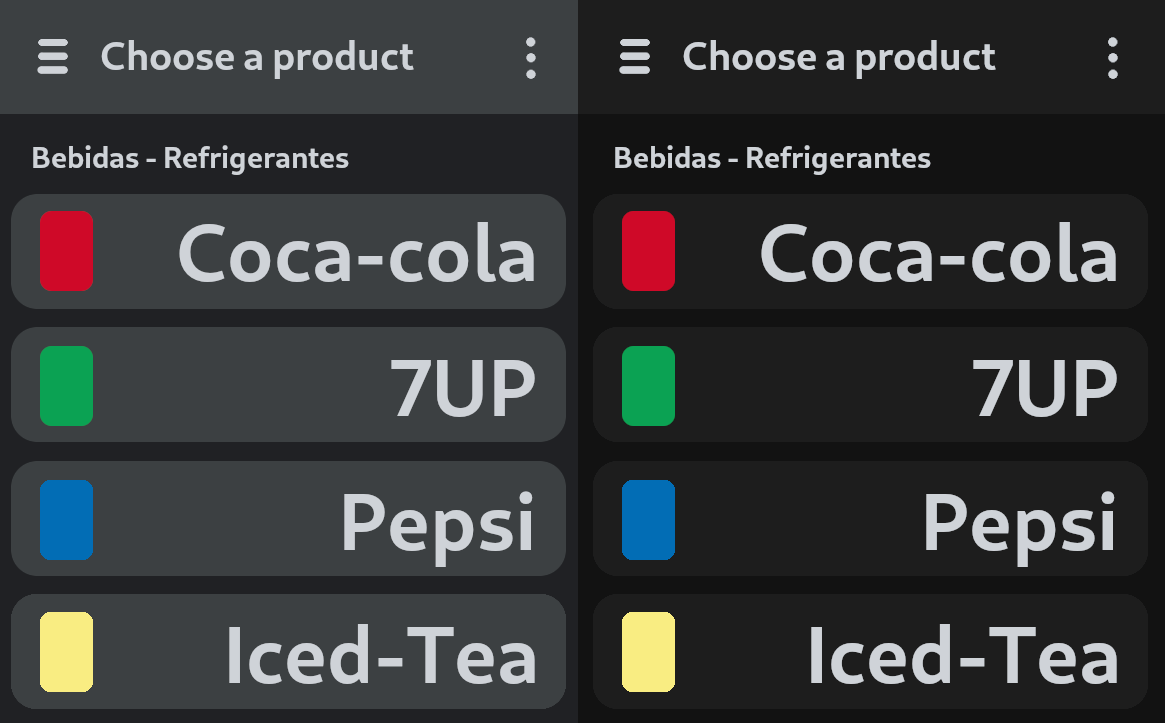 Choose a product
Bebidas - Refrigerantes
Coca-cola
7UP
Pepsi
Iced-Tea
Choose a product
Bebidas - Refrigerantes
Coca-cola
7UP
Pepsi
Iced-Tea